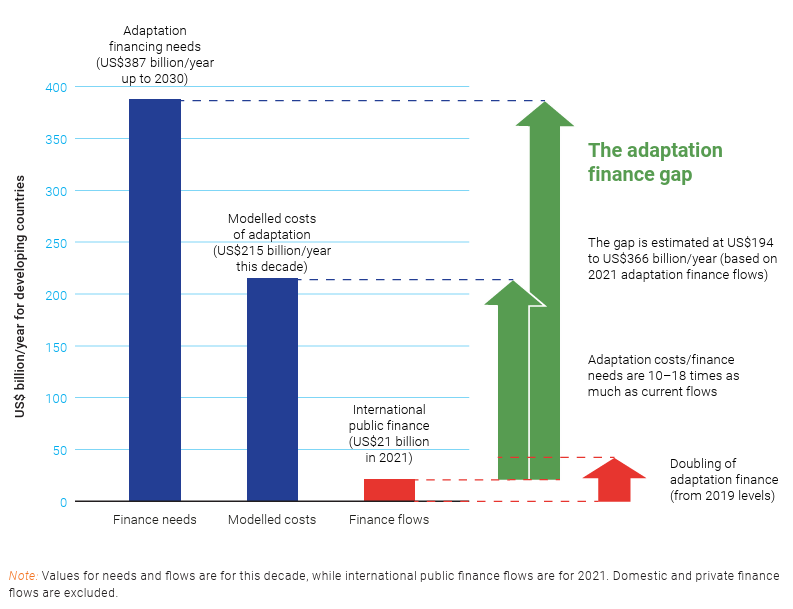 Adaptation
financing needs
(US$387 billion/year
up to 2030)
400
350
300
250
200
150
100
50
0
US$ billion/year for developing countries
Modelled costs
of adaptation
(US$215 billion/year
this decade)
International
public finance
(US$21 billion
in 2021)
Finance needs
Modelled costs
Finance flows
The adaptation
finance gap
The gap is estimated at US$194
to US$366 billion/year (based on
2021 adaptation finance flows)
Adaptation costs/finance
needs are 10–18 times as
much as current flows
Doubling of
adaptation finance
(from 2019 levels)
Note: Values for needs and flows are for this decade, while international public finance flows are for 2021. Domestic and private finance
flows are excluded.